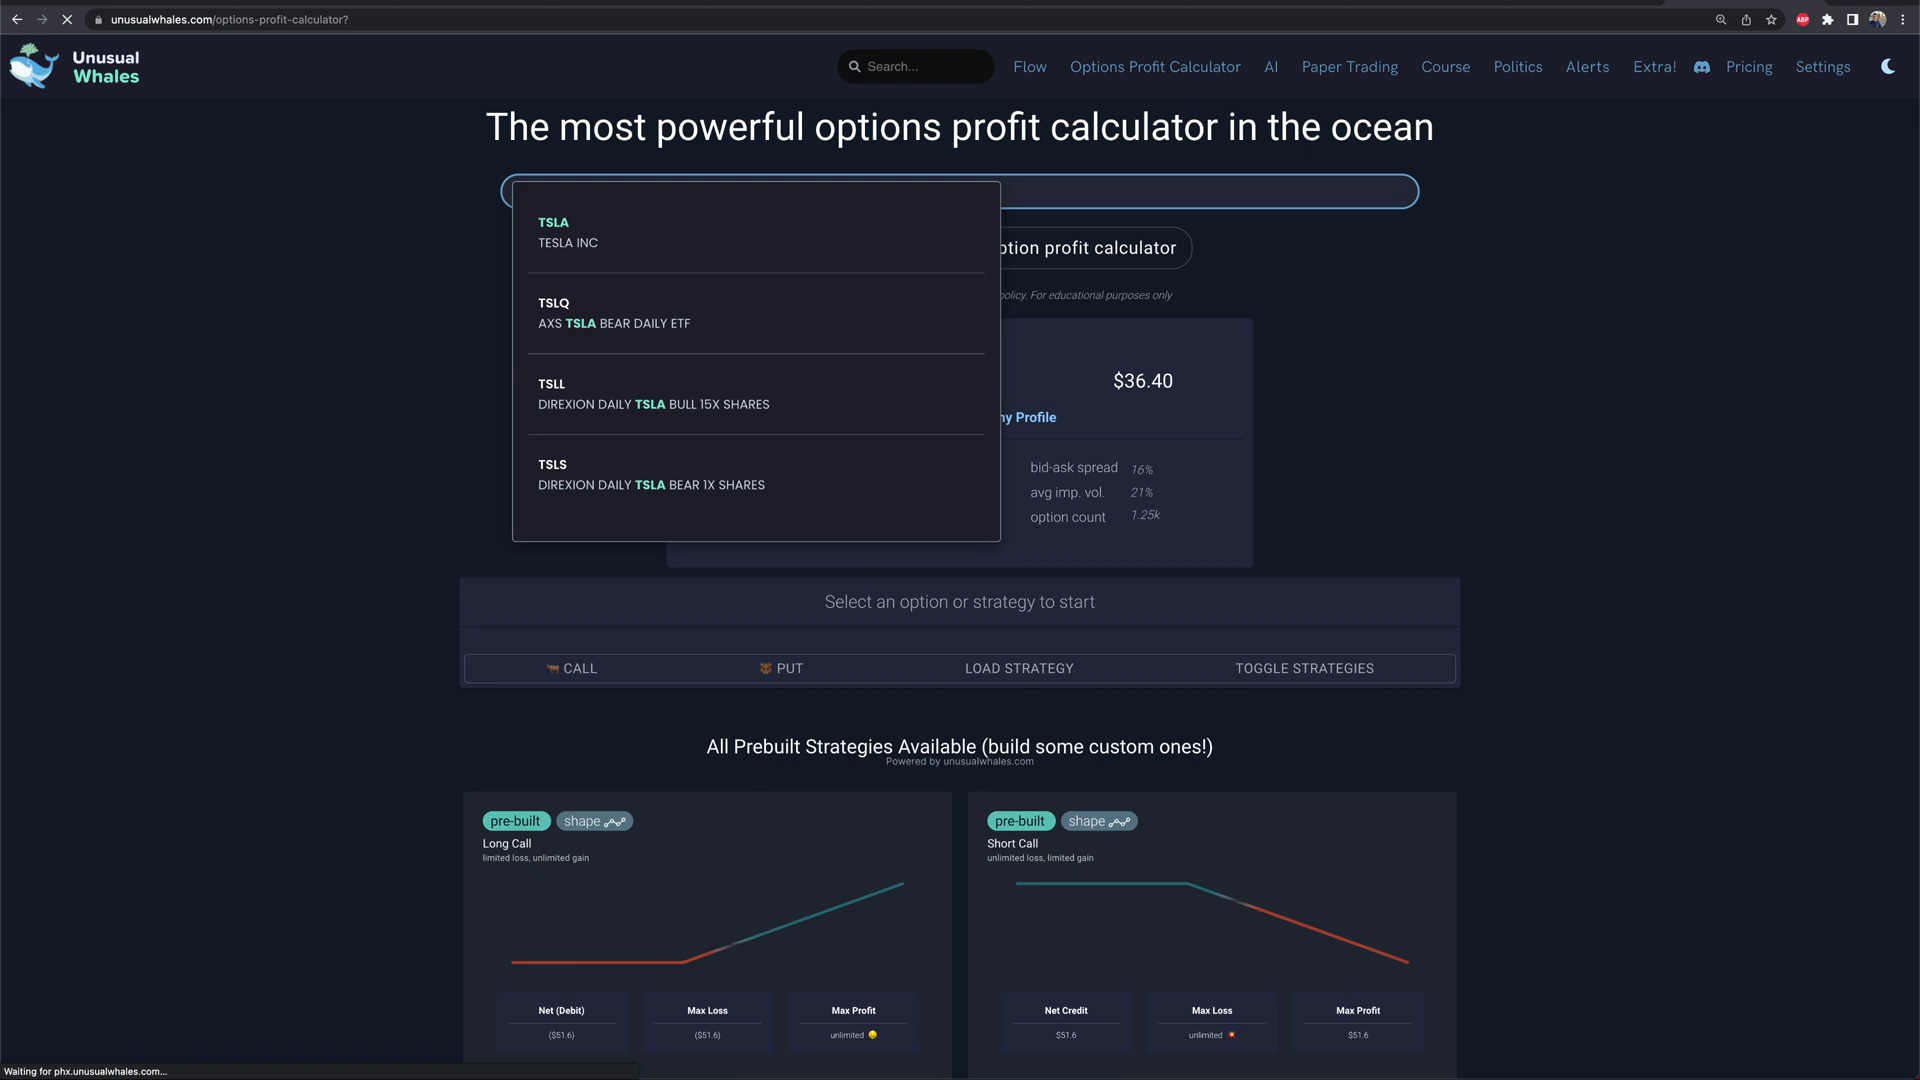 unusualwhales.com/options-profit-calculator?
ABP
Unusual
Whales
Search...
Flow
Options Profit Calculator
AI
Paper Trading
Course
Politics
Alerts
Extra!
Pricing
Settings
The most powerful options profit calculator in the ocean
TSLA
TESLA INC
TSLQ
AXS TSLA BEAR DAILY ETF
TSLL
DIREXION DAILY TSLA BULL 15X SHARES
TSLS
DIREXION DAILY TSLA BEAR 1X SHARES
ption profit calculator
policy. For educational purposes only
$36.40
ny Profile
bid-ask spread 16%
avg imp. vol. 21%
option count 1.25k
Select an option or strategy to start
CALL
PUT
LOAD STRATEGY
TOGGLE STRATEGIES
All Prebuilt Strategies Available (build some custom ones!)
Powered by unusualwhales.com
pre-built shape
Long Call
limited loss, unlimited gain
Net (Debit)
($51.6)
Max Loss
($51.6)
Max Profit
unlimited
pre-built shape
Short Call
unlimited loss, limited gain
Net Credit
$51.6
Max Loss
unlimited
Max Profit
$51.6
Waiting for phx.unusualwhales.com...